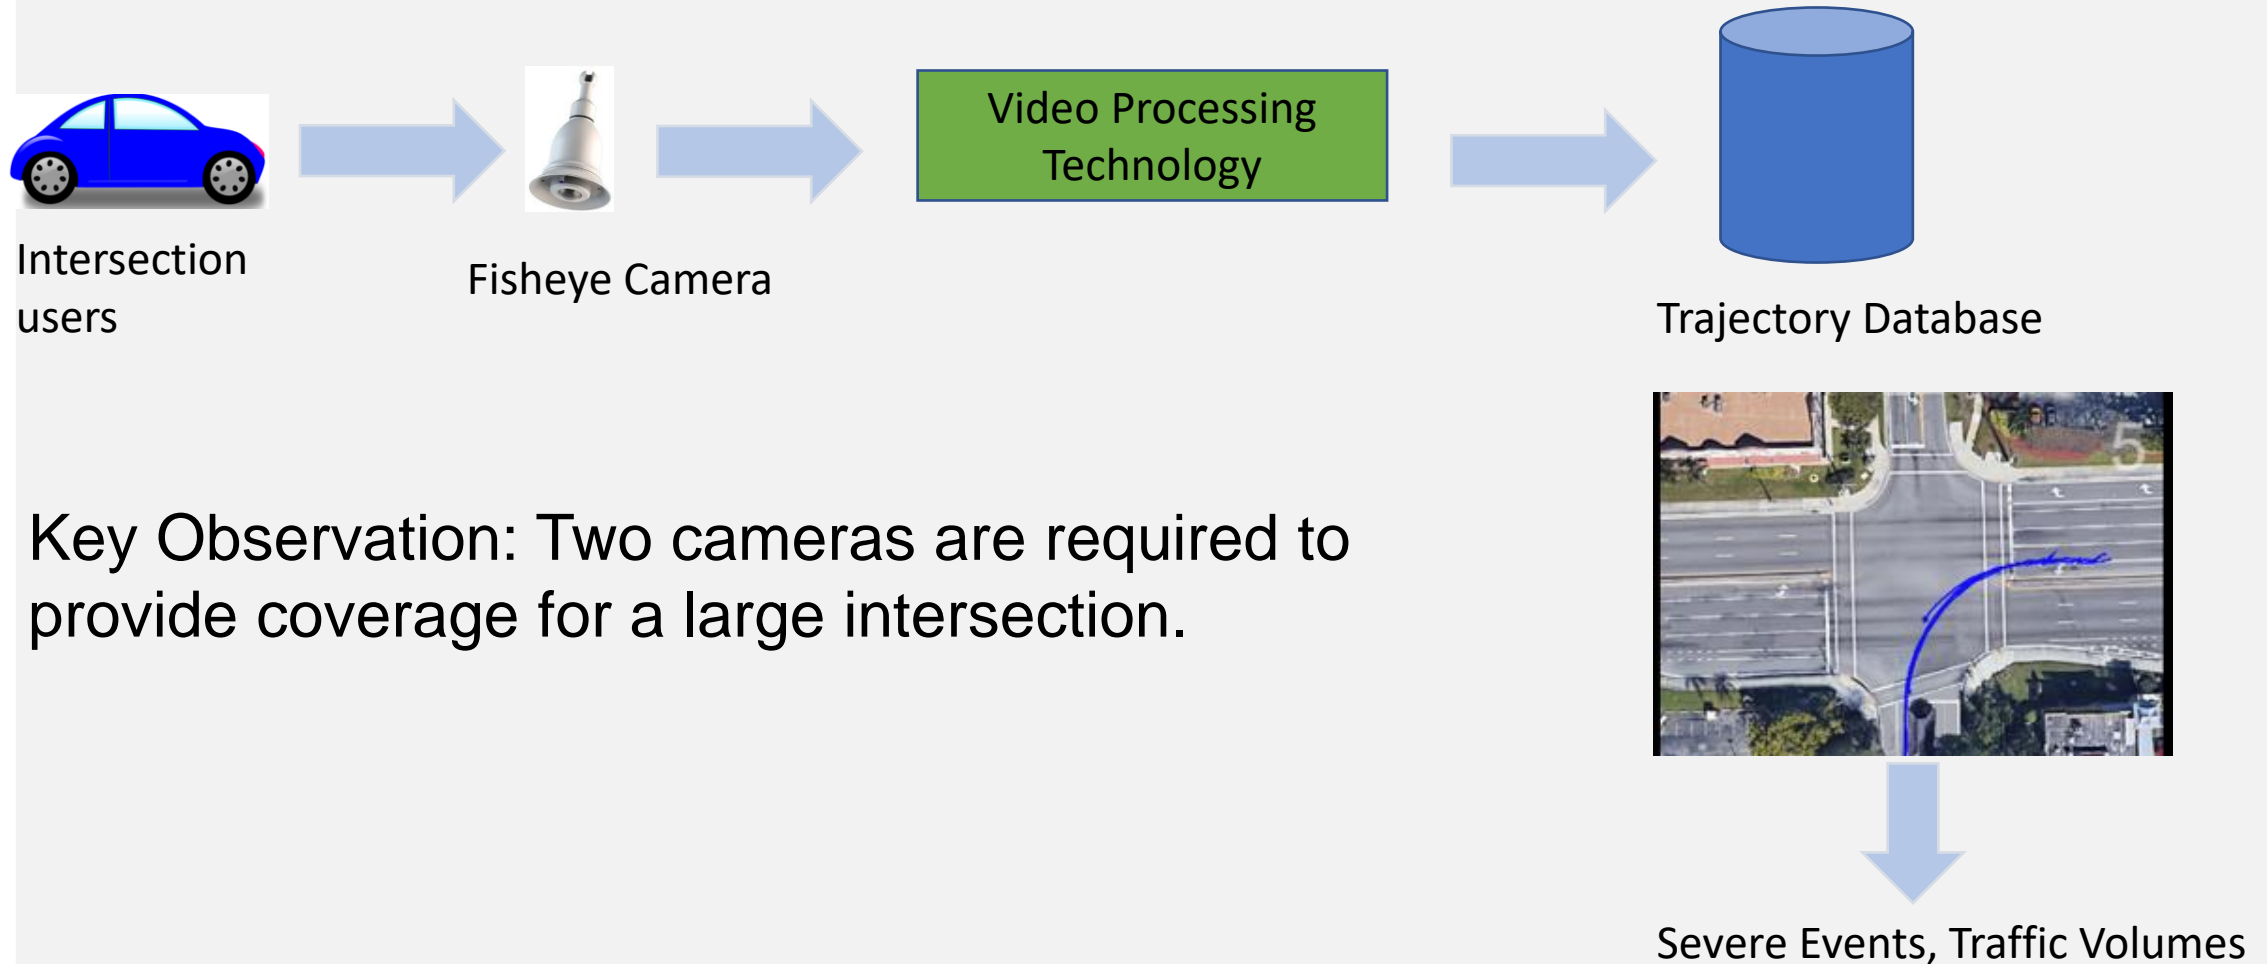 Video Processing
Technology
Intersection
users
Fisheye Camera
Trajectory Database
5
Key Observation: Two cameras are required to
provide coverage for a large intersection.
Severe Events, Traffic Volumes